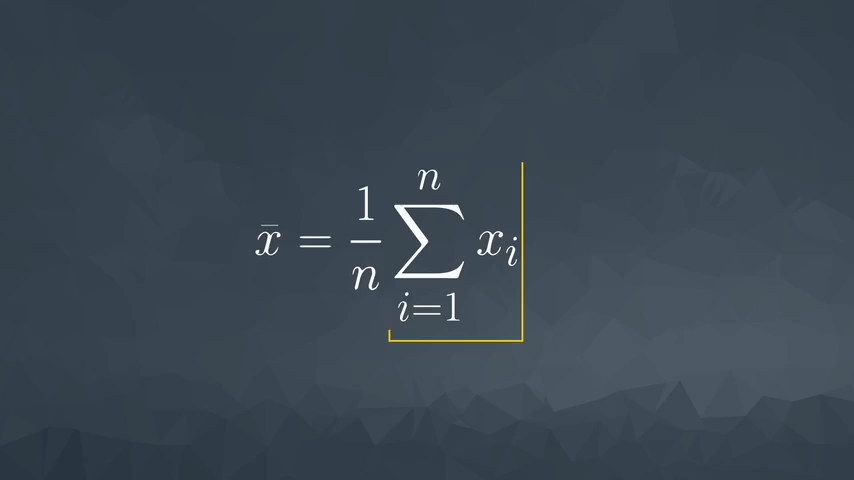 x̄ = 1/n ∑_{i=1}^{n} x_i